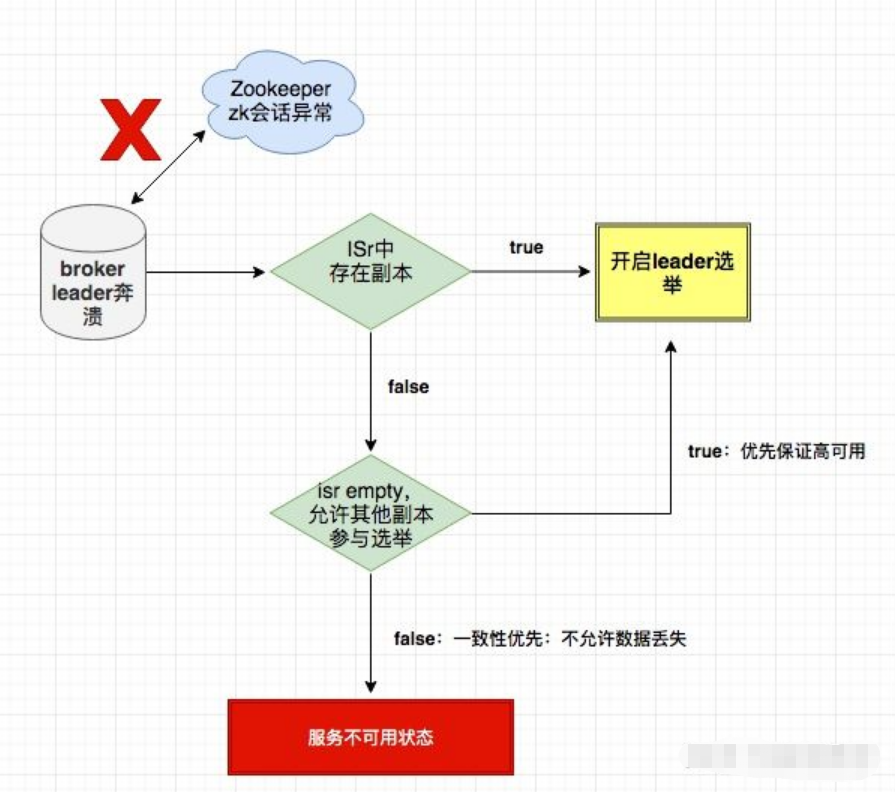 Zookeeper
zk会话异常
X
broker
leader奔
溃
ISr中
存在副本
true
开启leader选
举
false
isr empty,
允许其他副本
参与选举
true：优先保证高可用
false：一致性优先：不允许数据丢失
服务不可用状态